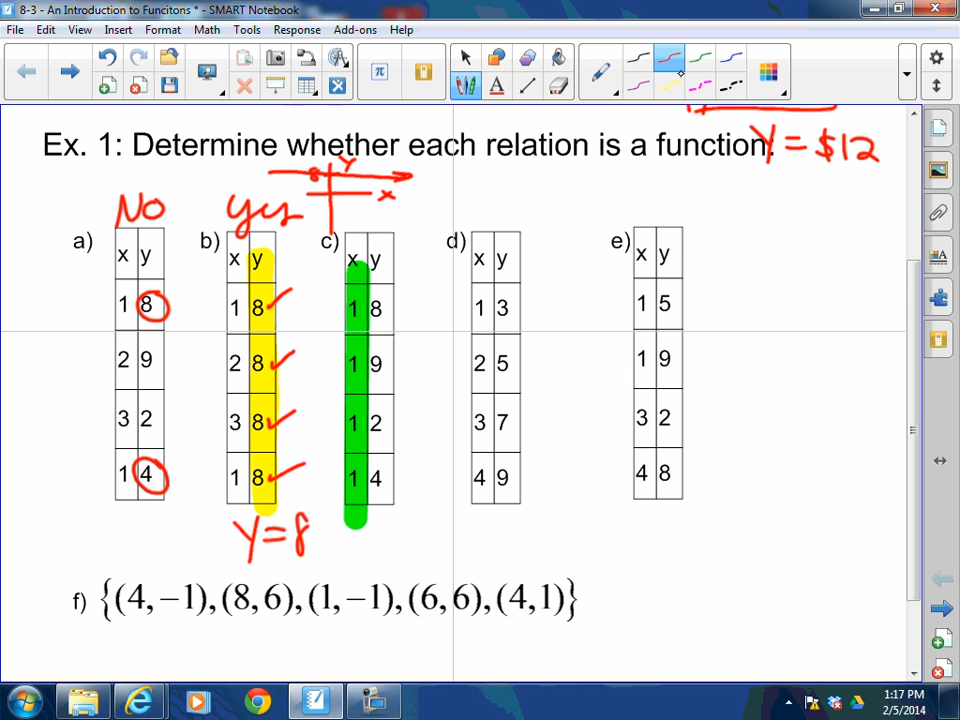 8-3 - An Introduction to Funcitons * - SMART Notebook
File Edit View Insert Format Math Tools Response Add-ons Help
Y = $12
Ex. 1: Determine whether each relation is a function.
No yes Y
8 X
a) b) c) d) e)
x y x y x y x y x y
1 8 1 8 1 8 1 3 1 5
2 9 2 8 1 9 2 5 1 9
3 2 3 8 1 2 3 7 3 2
1 4 1 8 1 4 4 9 4 8
Y = 8
f) {(4, −1), (8, 6), (1, −1), (6, 6), (4, 1)}
1:17 PM
2/5/2014